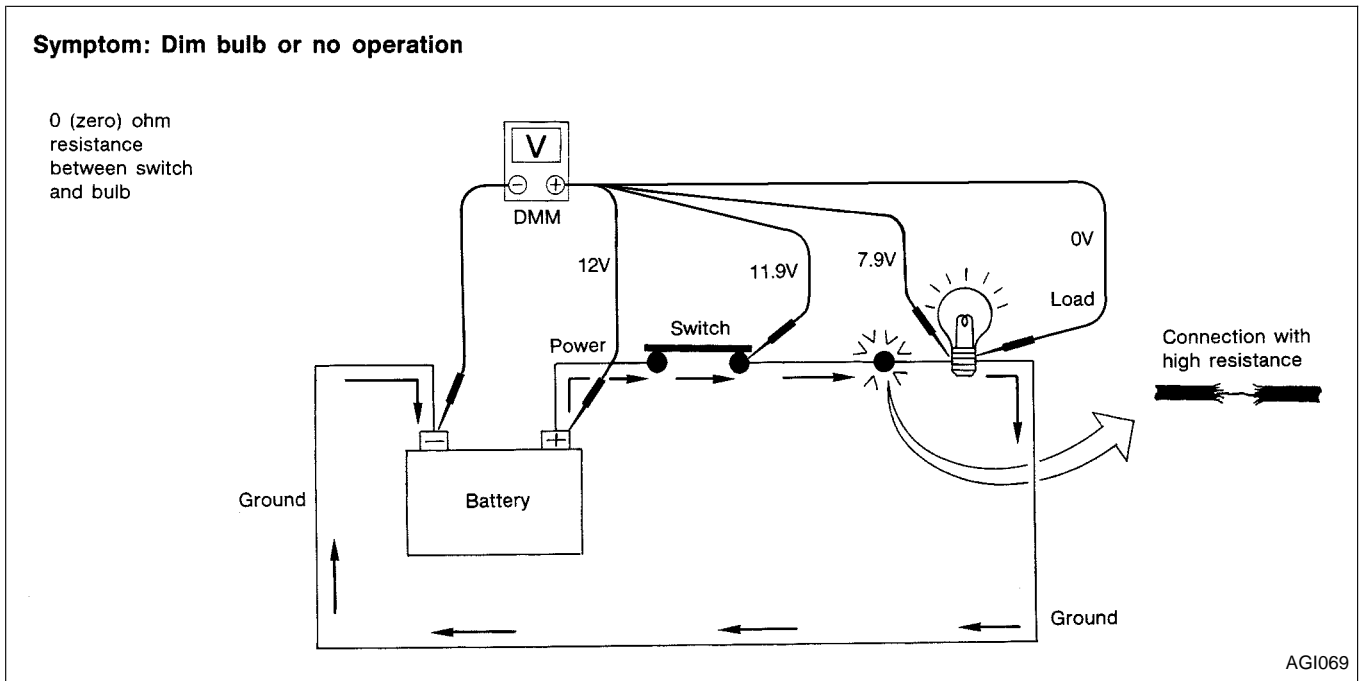 Symptom: Dim bulb or no operation
0 (zero) ohm
resistance
between switch
and bulb
V
− +
DMM
12V
11.9V
7.9V
0V
Load
Switch
Power
Connection with
high resistance
− +
Battery
Ground
Ground
AGI069